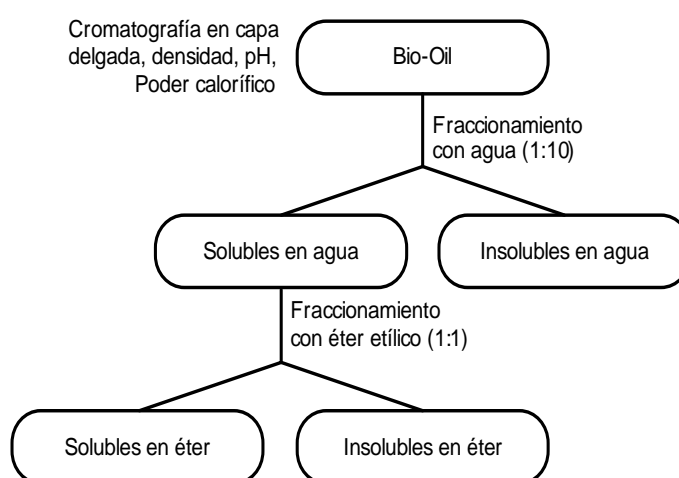 Cromatografía en capa
delgada, densidad, pH,
Poder calorífico
Bio-Oil
Fraccionamiento
con agua (1:10)
Solubles en agua
Insolubles en agua
Fraccionamiento
con éter etílico (1:1)
Solubles en éter
Insolubles en éter